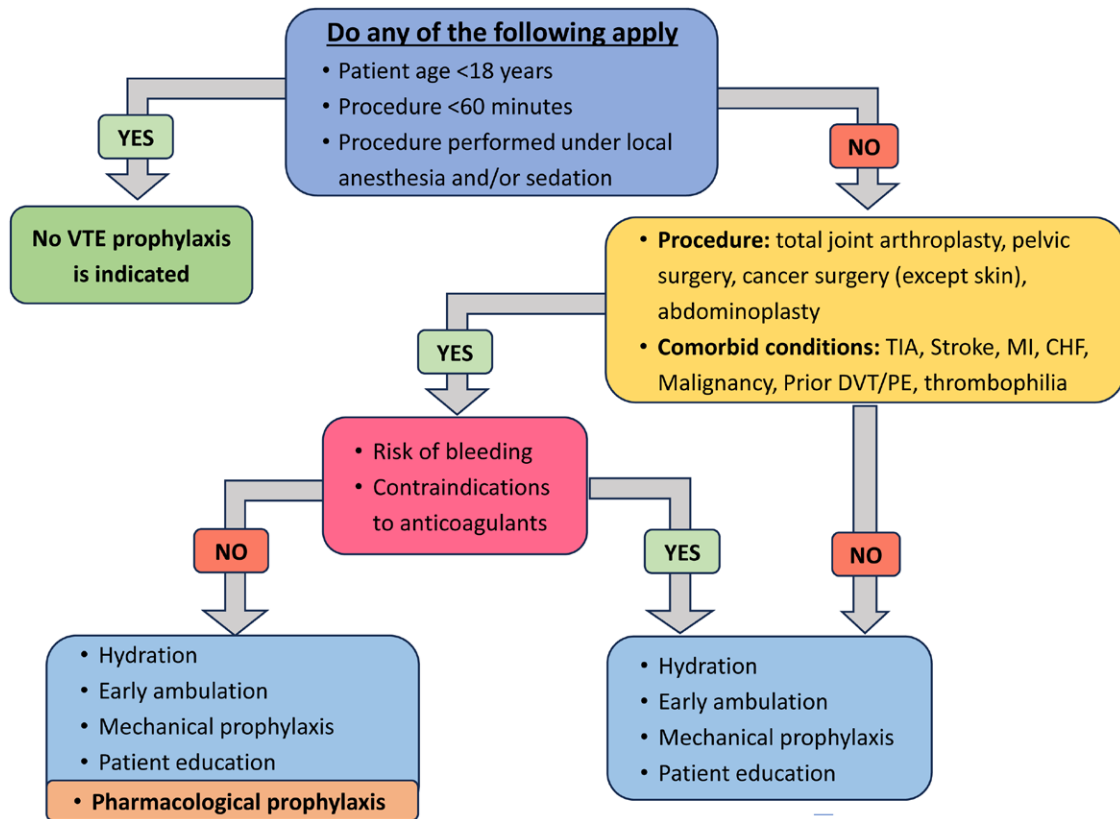 Do any of the following apply
• Patient age <18 years
• Procedure <60 minutes
• Procedure performed under local
anesthesia and/or sedation
YES
NO
No VTE prophylaxis
is indicated
• Procedure: total joint arthroplasty, pelvic
surgery, cancer surgery (except skin),
abdominoplasty
• Comorbid conditions: TIA, Stroke, MI, CHF,
Malignancy, Prior DVT/PE, thrombophilia
YES
• Risk of bleeding
• Contraindications
to anticoagulants
NO
YES
NO
• Hydration
• Early ambulation
• Mechanical prophylaxis
• Patient education
• Pharmacological prophylaxis
• Hydration
• Early ambulation
• Mechanical prophylaxis
• Patient education